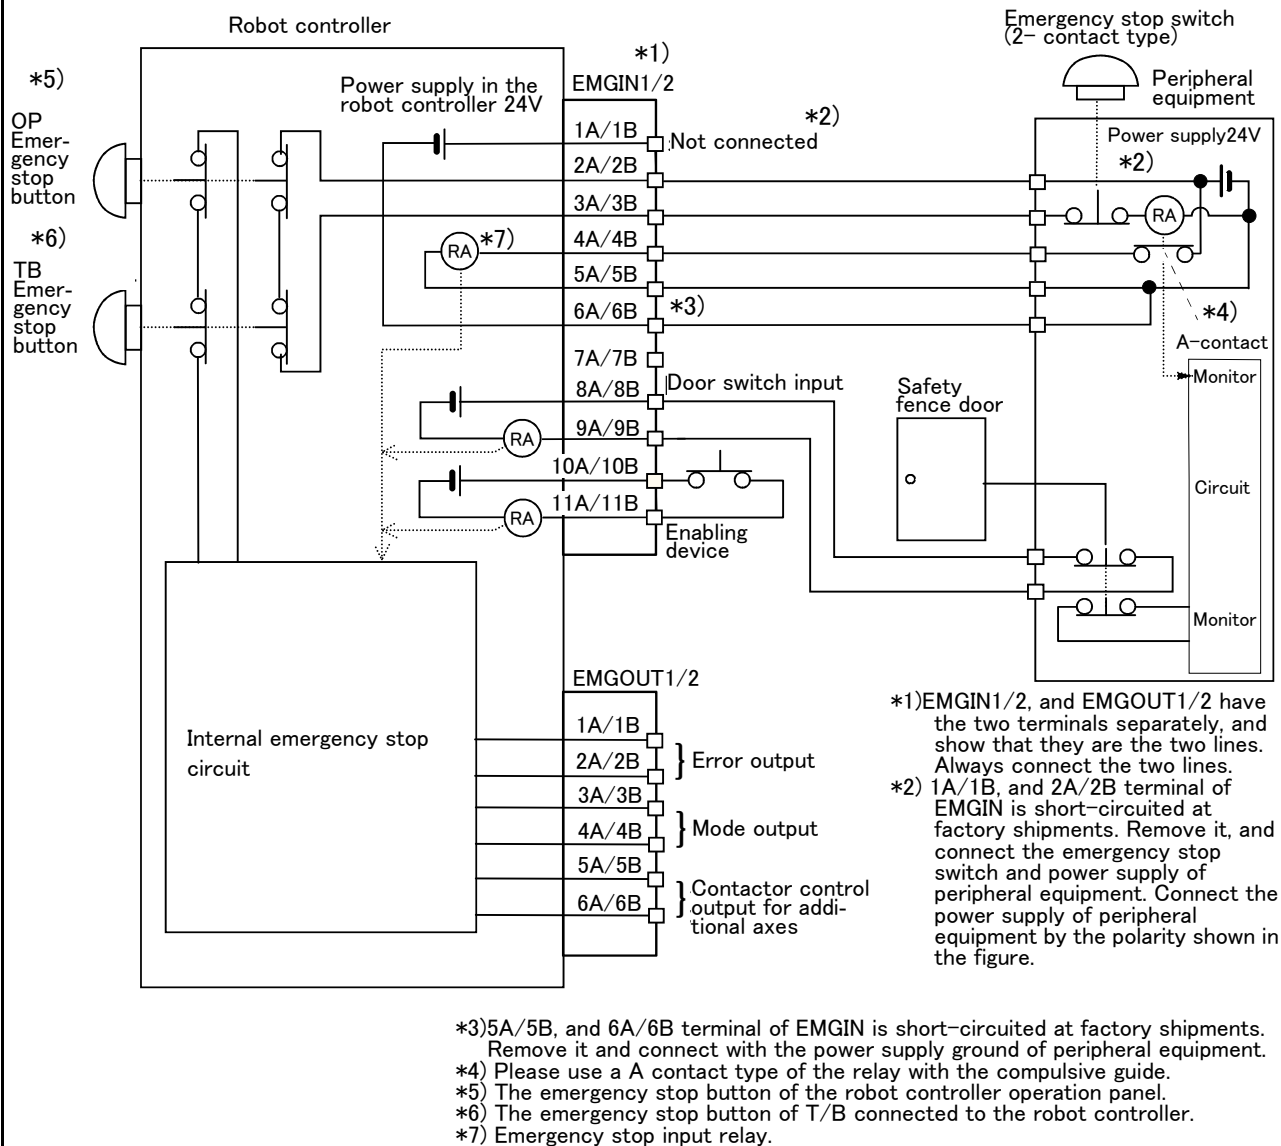 Robot controller
Emergency stop switch
(2- contact type)
*1)
*5)
Power supply in the
robot controller 24V
EMGIN1/2
Peripheral
equipment
OP
Emer-
gency
stop
button
1A/1B
Not connected
*2)
Power supply24V
*2)
2A/2B
3A/3B
RA
*6)
RA
*7)
4A/4B
TB
Emer-
gency
stop
button
5A/5B
6A/6B
*3)
*4)
A-contact
7A/7B
Monitor
8A/8B
Door switch input
Safety
fence door
9A/9B
RA
10A/10B
Circuit
11A/11B
RA
Enabling
device
Monitor
EMGOUT1/2
Internal emergency stop
circuit
1A/1B
2A/2B
Error output
3A/3B
4A/4B
Mode output
5A/5B
6A/6B
Contactor control
output for addi-
tional axes
*1)EMGIN1/2, and EMGOUT1/2 have
the two terminals separately, and
show that they are the two lines.
Always connect the two lines.
*2) 1A/1B, and 2A/2B terminal of
EMGIN is short-circuited at
factory shipments. Remove it, and
connect the emergency stop
switch and power supply of
peripheral equipment. Connect the
power supply of peripheral
equipment by the polarity shown in
the figure.
*3)5A/5B, and 6A/6B terminal of EMGIN is short-circuited at factory shipments.
Remove it and connect with the power supply ground of peripheral equipment.
*4) Please use a A contact type of the relay with the compulsive guide.
*5) The emergency stop button of the robot controller operation panel.
*6) The emergency stop button of T/B connected to the robot controller.
*7) Emergency stop input relay.